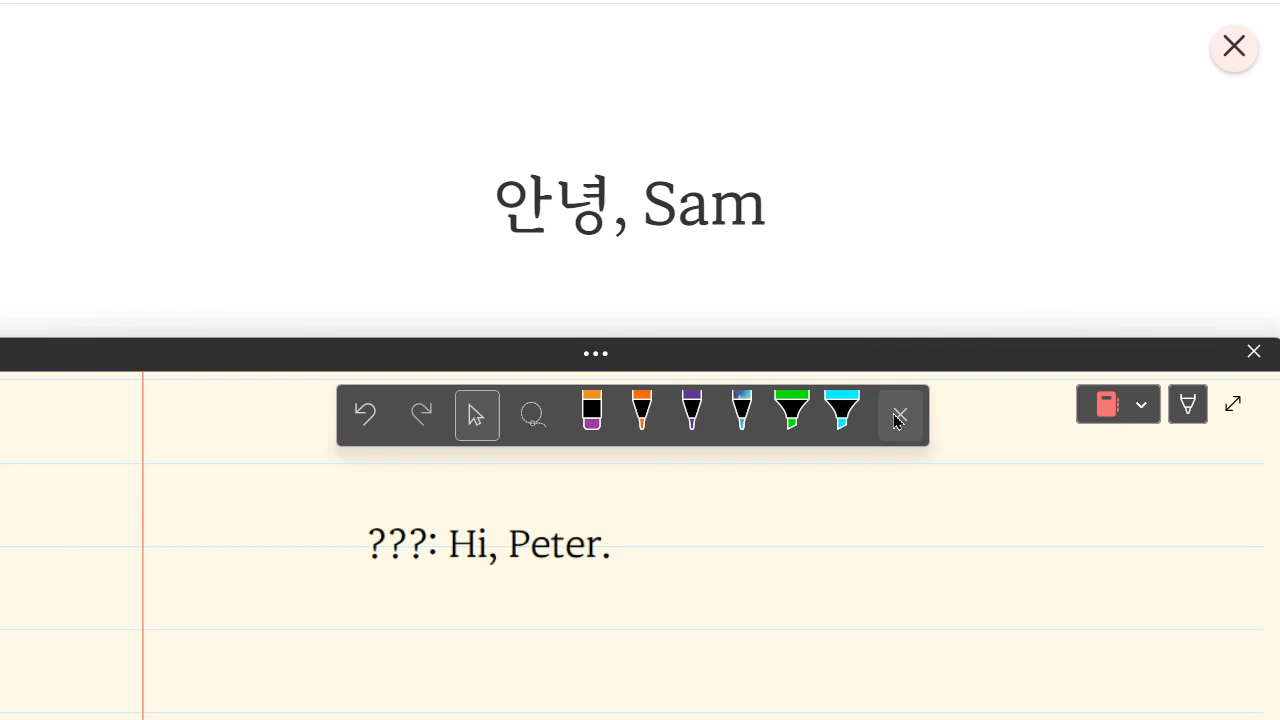 안녕, Sam
???: Hi, Peter.